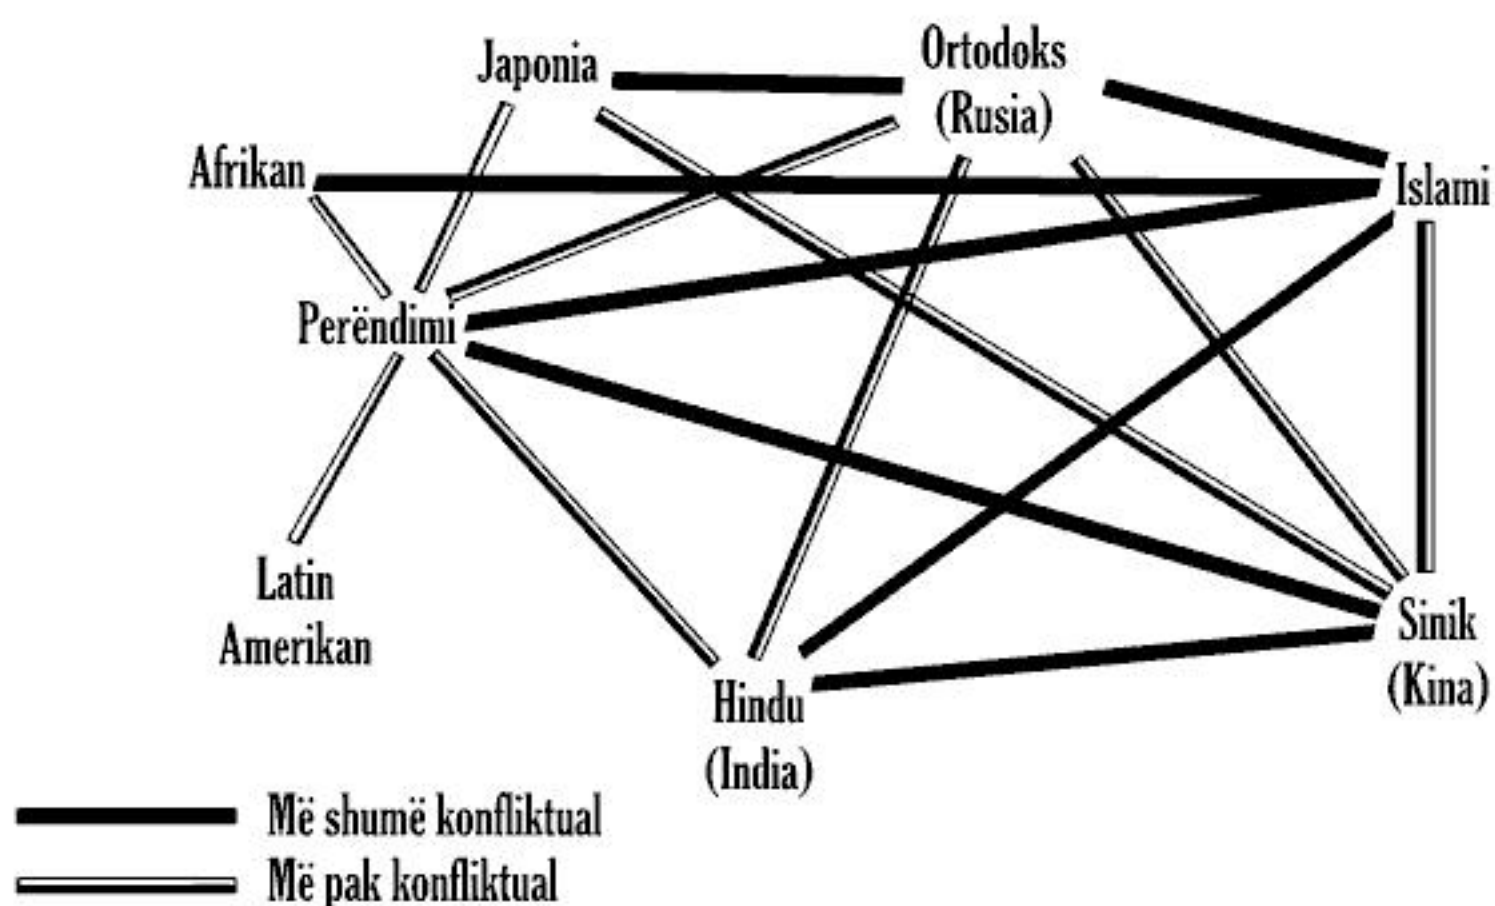 Japonia
Ortodoks
(Rusia)
Afrikan
Islami
Perëndimi
Latin
Amerikan
Sinik
(Kina)
Hindu
(India)
Më shumë konfliktual
Më pak konfliktual